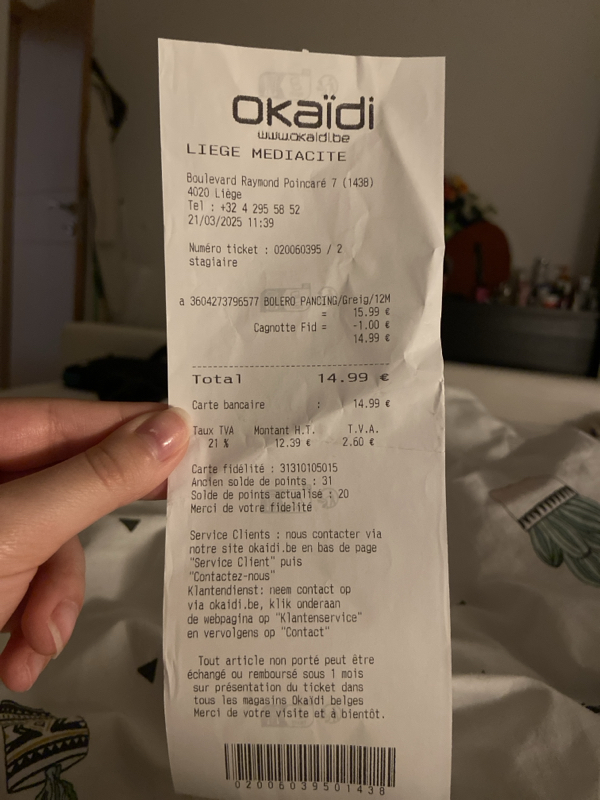 OKaïdi
www.okaidi.be
LIEGE MEDIACITE
Boulevard Raymond Poincaré 7 (1438)
4020 Liège
Tel : +32 4 295 58 52
21/03/2025 11:39
Numéro ticket : 020060395 / 2
stagiaire
a 3604273796577 BOLERO PANCING/Greig/12M
= 15.99 €
Cagnotte Fid = -1.00 €
14.99 €
Total 14.99 €
Carte bancaire : 14.99 €
Taux TVA Montant H.T. T.V.A.
21 % 12.39 € 2.60 €
Carte fidélité : 31310105015
Ancien solde de points : 31
Solde de points actualisé : 20
Merci de votre fidélité
Service Clients : nous contacter via
notre site okaidi.be en bas de page
"Service Client" puis
"Contactez-nous"
Klantendienst: neem contact op
via okaidi.be, klik onderaan
de webpagina op "Klantenservice"
en vervolgens op "Contact"
Tout article non porté peut être
échangé ou remboursé sous 1 mois
sur présentation du ticket dans
tous les magasins Okaïdi belges
Merci de votre visite et à bientôt.
02006039501438